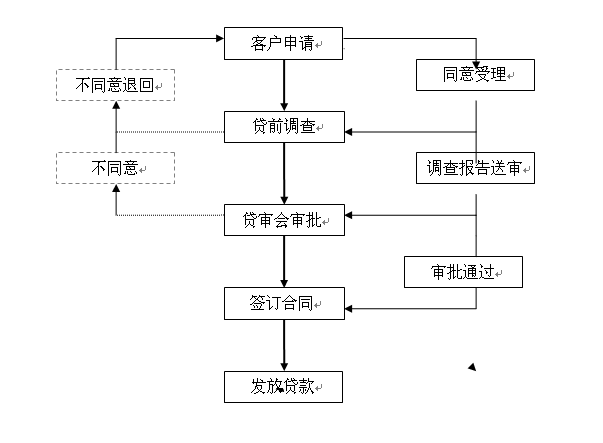 客户申请
同意受理
不同意退回
贷前调查
不同意
调查报告送审
贷审会审批
审批通过
签订合同
发放贷款